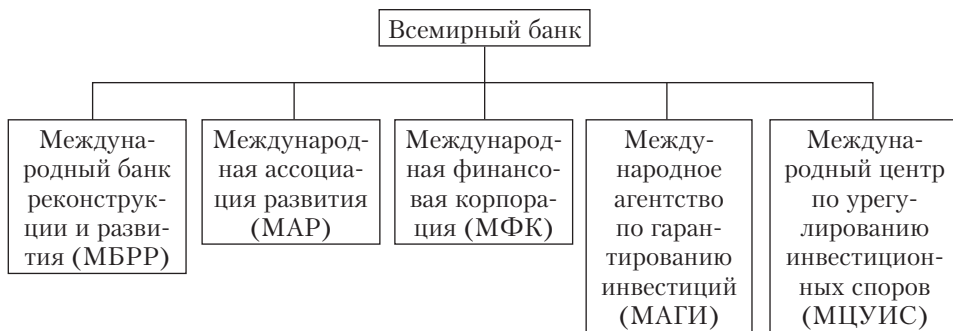 Всемирный банк
Междуна-
родный банк
реконструк-
ции и разви-
тия (МБРР)
Международ-
ная ассоциа-
ция развития
(МАР)
Международ-
ная финансо-
вая корпора-
ция (МФК)
Между-
народное
агентство
по гаран-
тированию
инвестиций
(МАГИ)
Междуна-
родный центр
по урегу-
лированию
инвестицион-
ных споров
(МЦУИС)